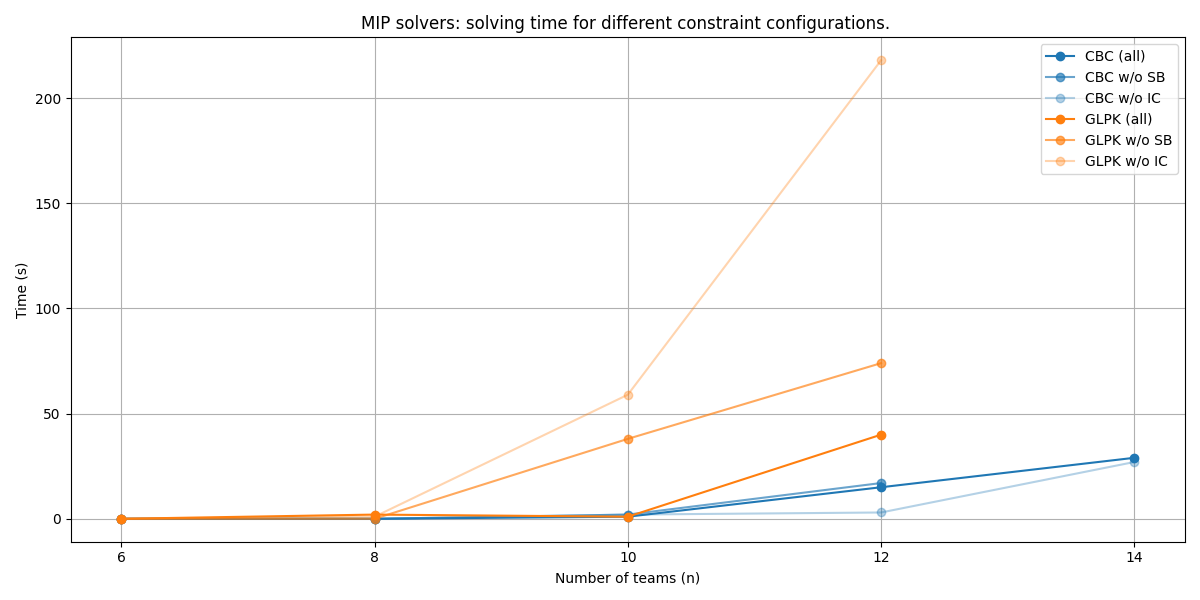 MIP solvers: solving time for different constraint configurations.
CBC (all)
CBC w/o SB
CBC w/o IC
GLPK (all)
GLPK w/o SB
GLPK w/o IC
Time (s)
200
150
100
50
0
6 8 10 12 14
Number of teams (n)